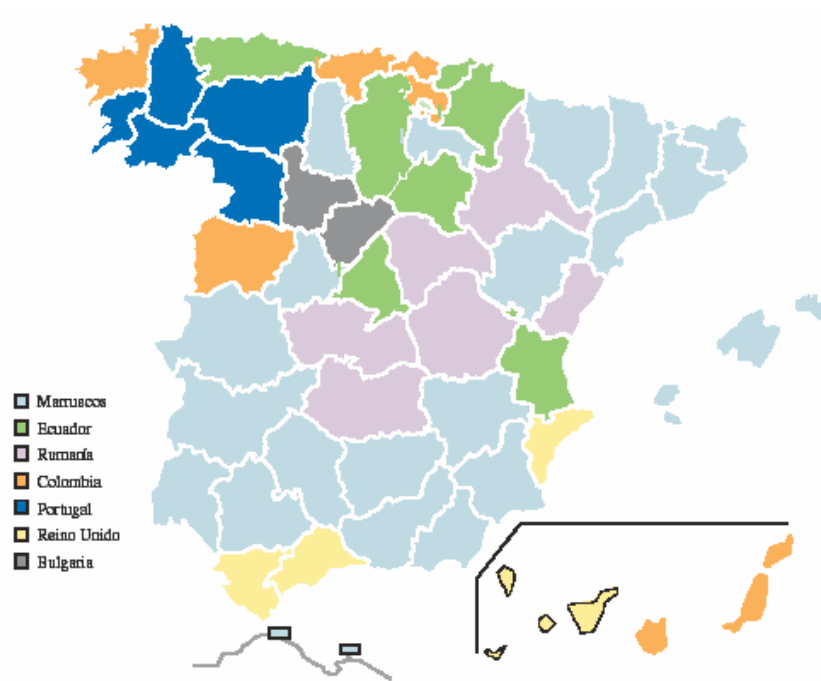 Marruecos
Ecuador
Rumanía
Colombia
Portugal
Reino Unido
Bulgaria